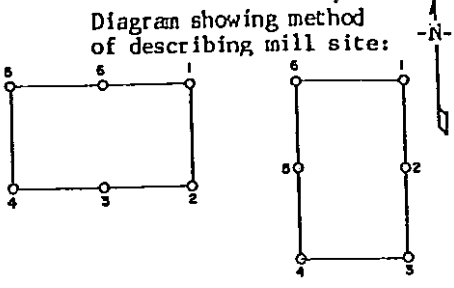 Diagram showing method
of describing mill site:
-N-
5 6 1
4 3 2
6 1
5 2
4 3